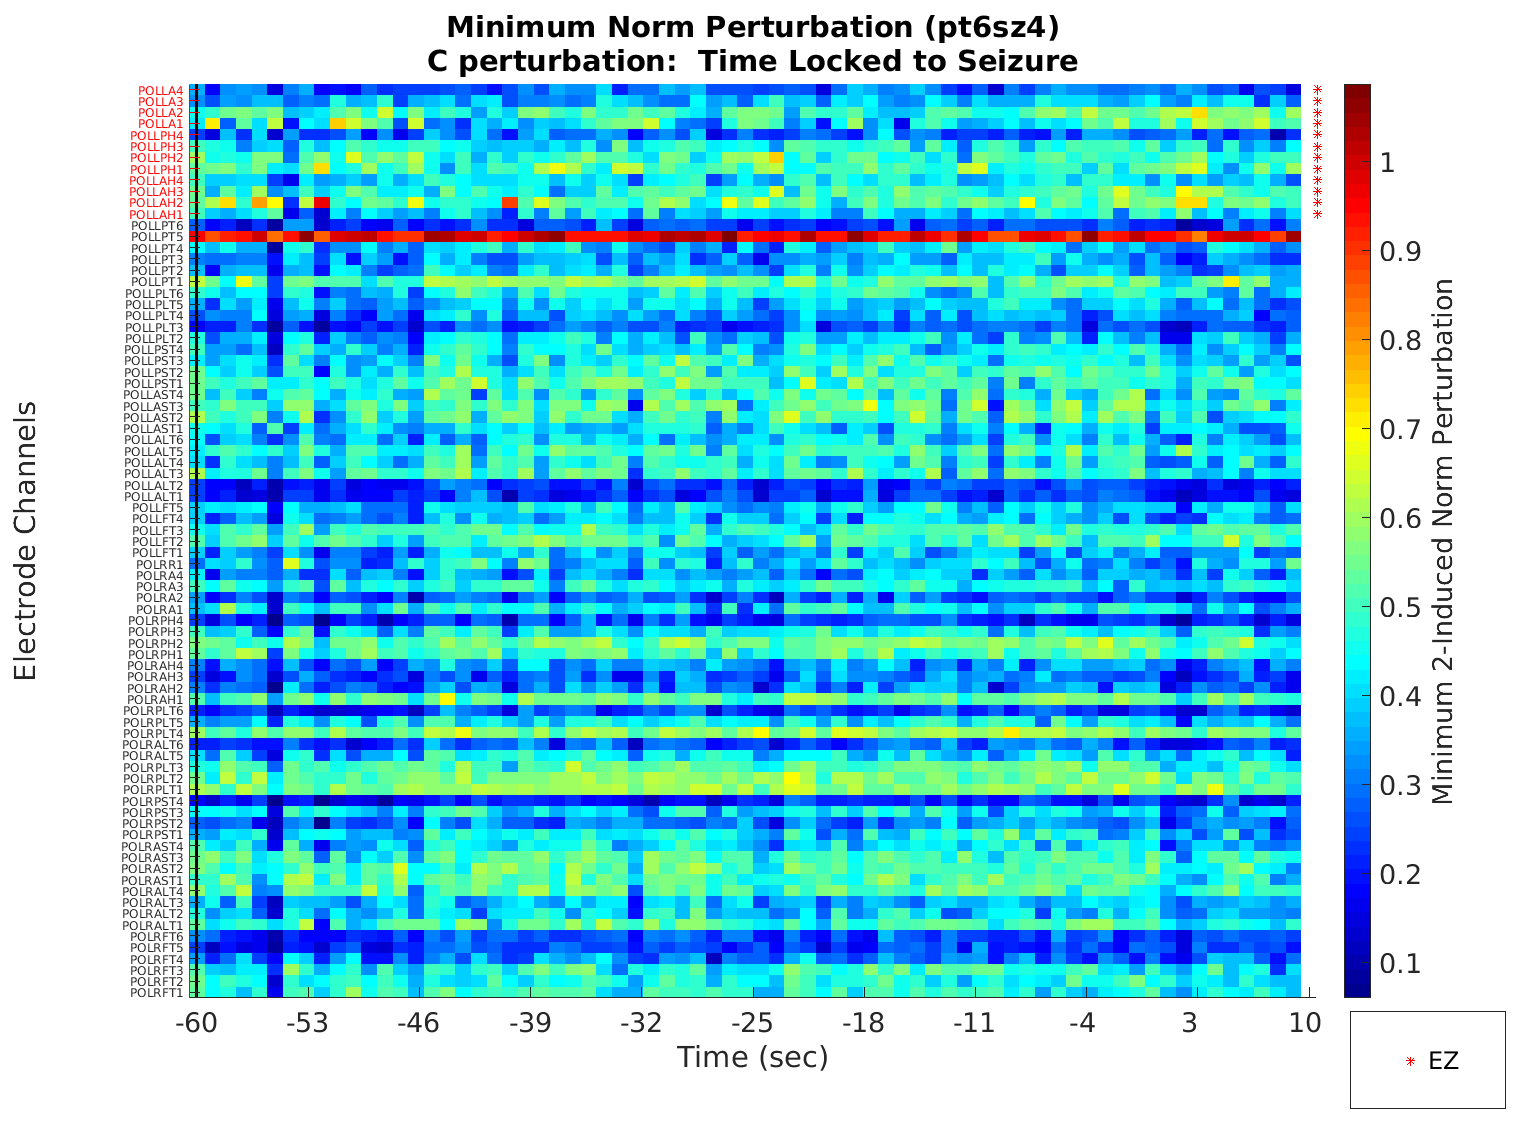 Minimum Norm Perturbation (pt6sz4)
C perturbation:  Time Locked to Seizure
Electrode Channels
POLLA4
POLLA3
POLLA2
POLLA1
POLLPH4
POLLPH3
POLLPH2
POLLPH1
POLLAH4
POLLAH3
POLLAH2
POLLAH1
POLLPT6
POLLPT5
POLLPT4
POLLPT3
POLLPT2
POLLPT1
POLLPLT6
POLLPLT5
POLLPLT4
POLLPLT3
POLLPLT2
POLLPST4
POLLPST3
POLLPST2
POLLPST1
POLLAST4
POLLAST3
POLLAST2
POLLAST1
POLLALT6
POLLALT5
POLLALT4
POLLALT3
POLLALT2
POLLALT1
POLLFT5
POLLFT4
POLLFT3
POLLFT2
POLLFT1
POLRR1
POLRA4
POLRA3
POLRA2
POLRA1
POLRPH4
POLRPH3
POLRPH2
POLRPH1
POLRAH4
POLRAH3
POLRAH2
POLRAH1
POLRPLT6
POLRPLT5
POLRPLT4
POLRALT6
POLRALT5
POLRPLT3
POLRPLT2
POLRPLT1
POLRPST4
POLRPST3
POLRPST2
POLRPST1
POLRAST4
POLRAST3
POLRAST2
POLRAST1
POLRALT4
POLRALT3
POLRALT2
POLRALT1
POLRFT6
POLRFT5
POLRFT4
POLRFT3
POLRFT2
POLRFT1
-60 -53 -46 -39 -32 -25 -18 -11 -4 3 10
Time (sec)
1
0.9
0.8
0.7
0.6
0.5
0.4
0.3
0.2
0.1
Minimum 2-Induced Norm Perturbation
EZ